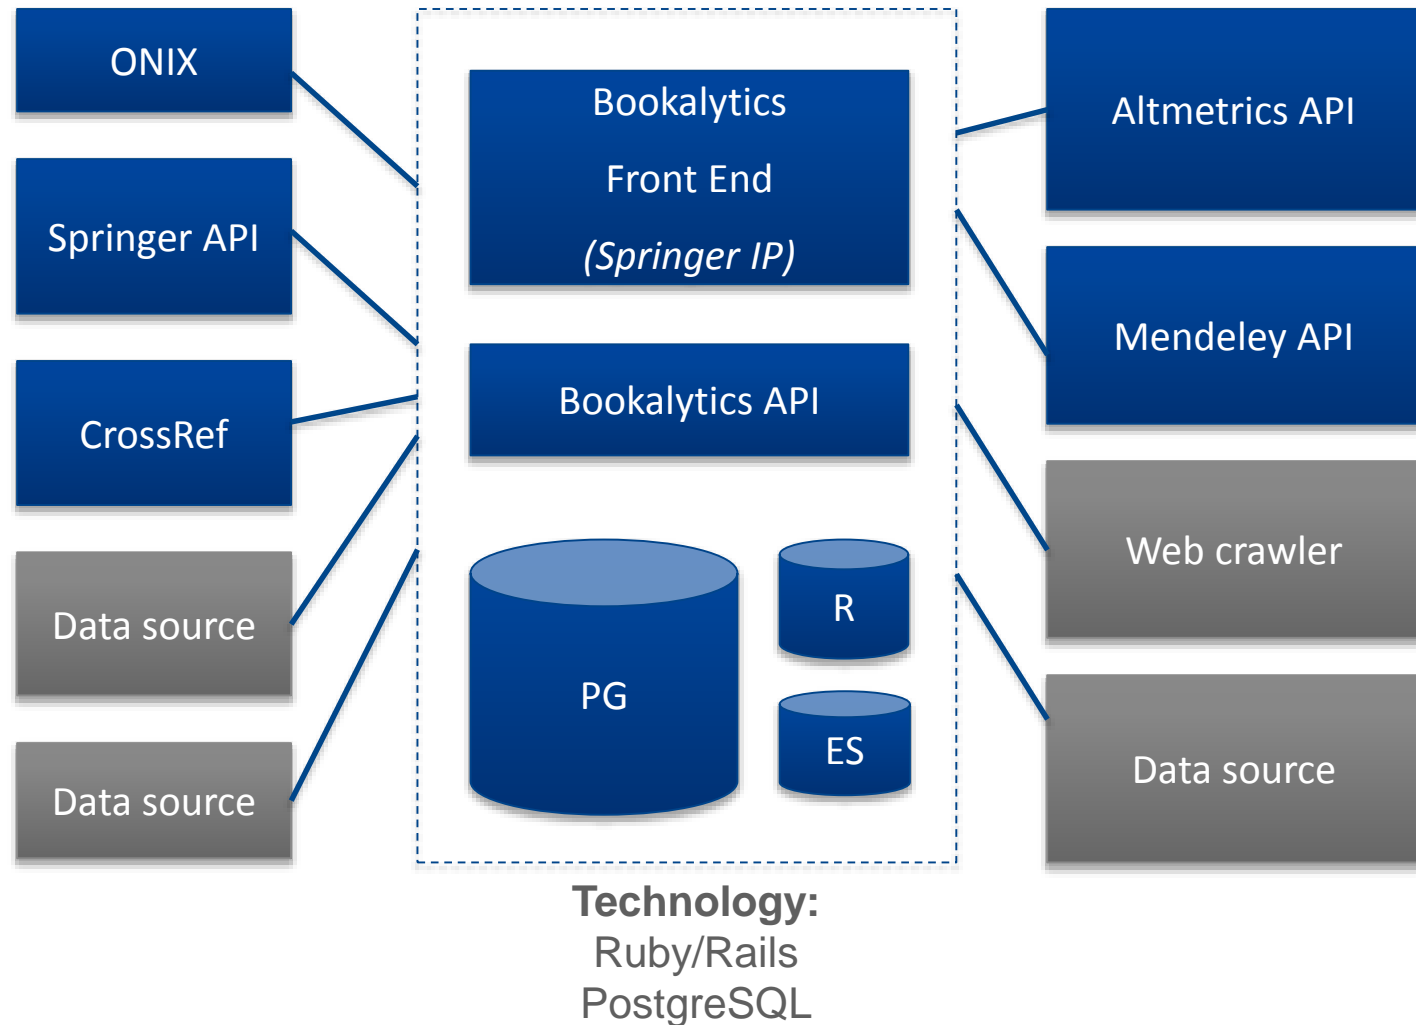 ONIX
Springer API
CrossRef
Data source
Data source
Bookalytics
Front End
(Springer IP)
Bookalytics API
PG
R
ES
Altmetrics API
Mendeley API
Web crawler
Data source
Technology:
Ruby/Rails
PostgreSQL